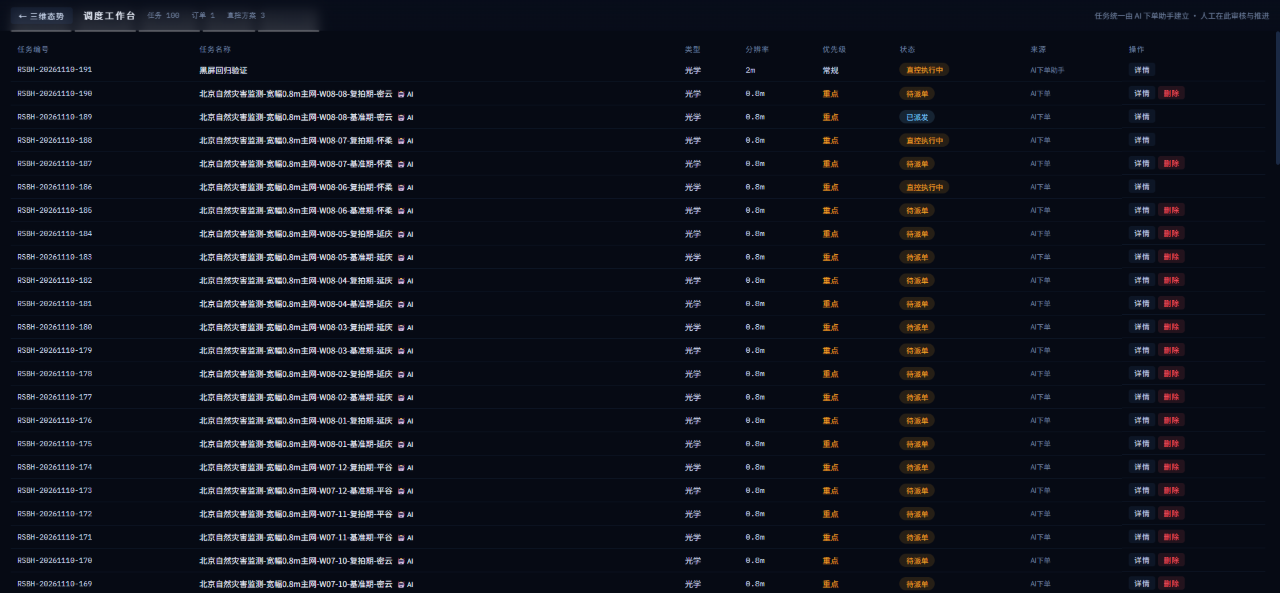 ← 三维态势 调度工作台 任务 100 订单 1 直控方案 3 任务统一由 AI 下单助手建立 · 人工在此审核与推进
任务编号 任务名称 类型 分辨率 优先级 状态 来源 操作
RSBH-20261110-191 黑屏回归验证 光学 2m 常规 直控执行中 AI下单助手 详情
RSBH-20261110-190 北京自然灾害监测-宽幅0.8m主网-W08-08-复拍期-密云 AI 光学 0.8m 重点 待派单 AI下单 详情 删除
RSBH-20261110-189 北京自然灾害监测-宽幅0.8m主网-W08-08-基准期-密云 AI 光学 0.8m 重点 已派发 AI下单 详情
RSBH-20261110-188 北京自然灾害监测-宽幅0.8m主网-W08-07-复拍期-怀柔 AI 光学 0.8m 重点 直控执行中 AI下单 详情
RSBH-20261110-187 北京自然灾害监测-宽幅0.8m主网-W08-07-基准期-怀柔 AI 光学 0.8m 重点 待派单 AI下单 详情 删除
RSBH-20261110-186 北京自然灾害监测-宽幅0.8m主网-W08-06-复拍期-怀柔 AI 光学 0.8m 重点 直控执行中 AI下单 详情
RSBH-20261110-185 北京自然灾害监测-宽幅0.8m主网-W08-06-基准期-怀柔 AI 光学 0.8m 重点 待派单 AI下单 详情 删除
RSBH-20261110-184 北京自然灾害监测-宽幅0.8m主网-W08-05-复拍期-延庆 AI 光学 0.8m 重点 待派单 AI下单 详情 删除
RSBH-20261110-183 北京自然灾害监测-宽幅0.8m主网-W08-05-基准期-延庆 AI 光学 0.8m 重点 待派单 AI下单 详情 删除
RSBH-20261110-182 北京自然灾害监测-宽幅0.8m主网-W08-04-复拍期-延庆 AI 光学 0.8m 重点 待派单 AI下单 详情 删除
RSBH-20261110-181 北京自然灾害监测-宽幅0.8m主网-W08-04-基准期-延庆 AI 光学 0.8m 重点 待派单 AI下单 详情 删除
RSBH-20261110-180 北京自然灾害监测-宽幅0.8m主网-W08-03-复拍期-延庆 AI 光学 0.8m 重点 待派单 AI下单 详情 删除
RSBH-20261110-179 北京自然灾害监测-宽幅0.8m主网-W08-03-基准期-延庆 AI 光学 0.8m 重点 待派单 AI下单 详情 删除
RSBH-20261110-178 北京自然灾害监测-宽幅0.8m主网-W08-02-复拍期-延庆 AI 光学 0.8m 重点 待派单 AI下单 详情 删除
RSBH-20261110-177 北京自然灾害监测-宽幅0.8m主网-W08-02-基准期-延庆 AI 光学 0.8m 重点 待派单 AI下单 详情 删除
RSBH-20261110-176 北京自然灾害监测-宽幅0.8m主网-W08-01-复拍期-延庆 AI 光学 0.8m 重点 待派单 AI下单 详情 删除
RSBH-20261110-175 北京自然灾害监测-宽幅0.8m主网-W08-01-基准期-延庆 AI 光学 0.8m 重点 待派单 AI下单 详情 删除
RSBH-20261110-174 北京自然灾害监测-宽幅0.8m主网-W07-12-复拍期-平谷 AI 光学 0.8m 重点 待派单 AI下单 详情 删除
RSBH-20261110-173 北京自然灾害监测-宽幅0.8m主网-W07-12-基准期-平谷 AI 光学 0.8m 重点 待派单 AI下单 详情 删除
RSBH-20261110-172 北京自然灾害监测-宽幅0.8m主网-W07-11-复拍期-平谷 AI 光学 0.8m 重点 待派单 AI下单 详情 删除
RSBH-20261110-171 北京自然灾害监测-宽幅0.8m主网-W07-11-基准期-平谷 AI 光学 0.8m 重点 待派单 AI下单 详情 删除
RSBH-20261110-170 北京自然灾害监测-宽幅0.8m主网-W07-10-复拍期-密云 AI 光学 0.8m 重点 待派单 AI下单 详情 删除
RSBH-20261110-169 北京自然灾害监测-宽幅0.8m主网-W07-10-基准期-密云 AI 光学 0.8m 重点 待派单 AI下单 详情 删除